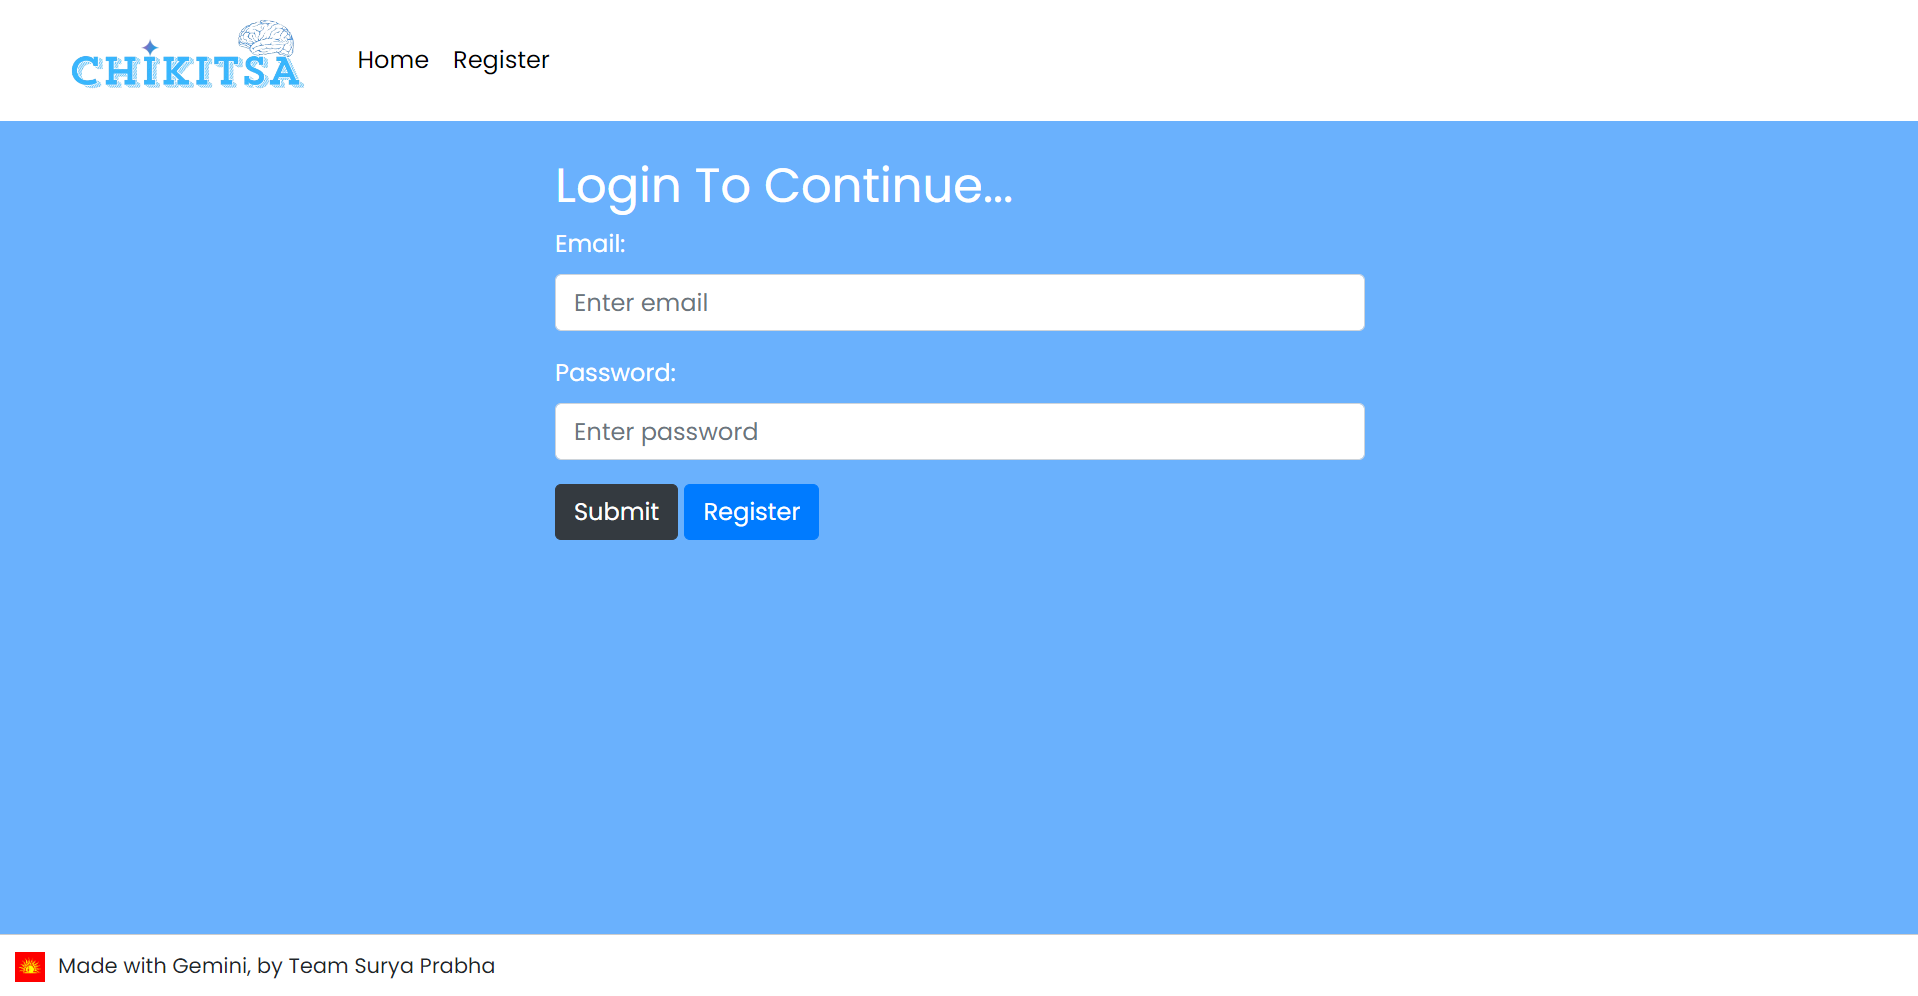 CHIKITSA
Home Register
Login To Continue...
Email:
Enter email
Password:
Enter password
Submit Register
Made with Gemini, by Team Surya Prabha